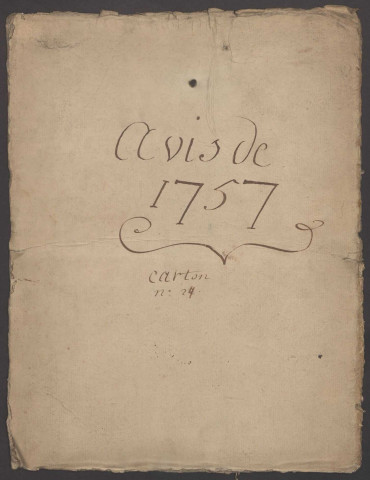 Avis de
1757
carton
n.o 24.